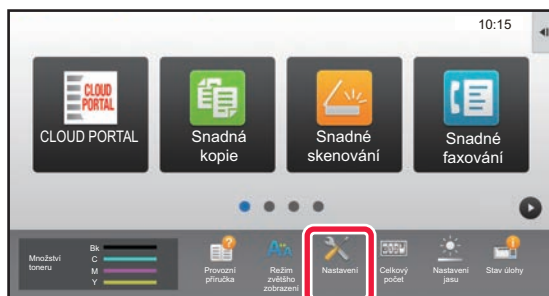 10:15
CLOUD
PORTAL
CLOUD PORTAL
Snadná
kopie
Snadné
skenování
Snadné
faxování
Množství
toneru
Bk
C
M
Y
Provozní
příručka
Režim
zvětšího
zobrazení
Nastavení
Celkový
počet
Nastavení
jasu
Stav úlohy